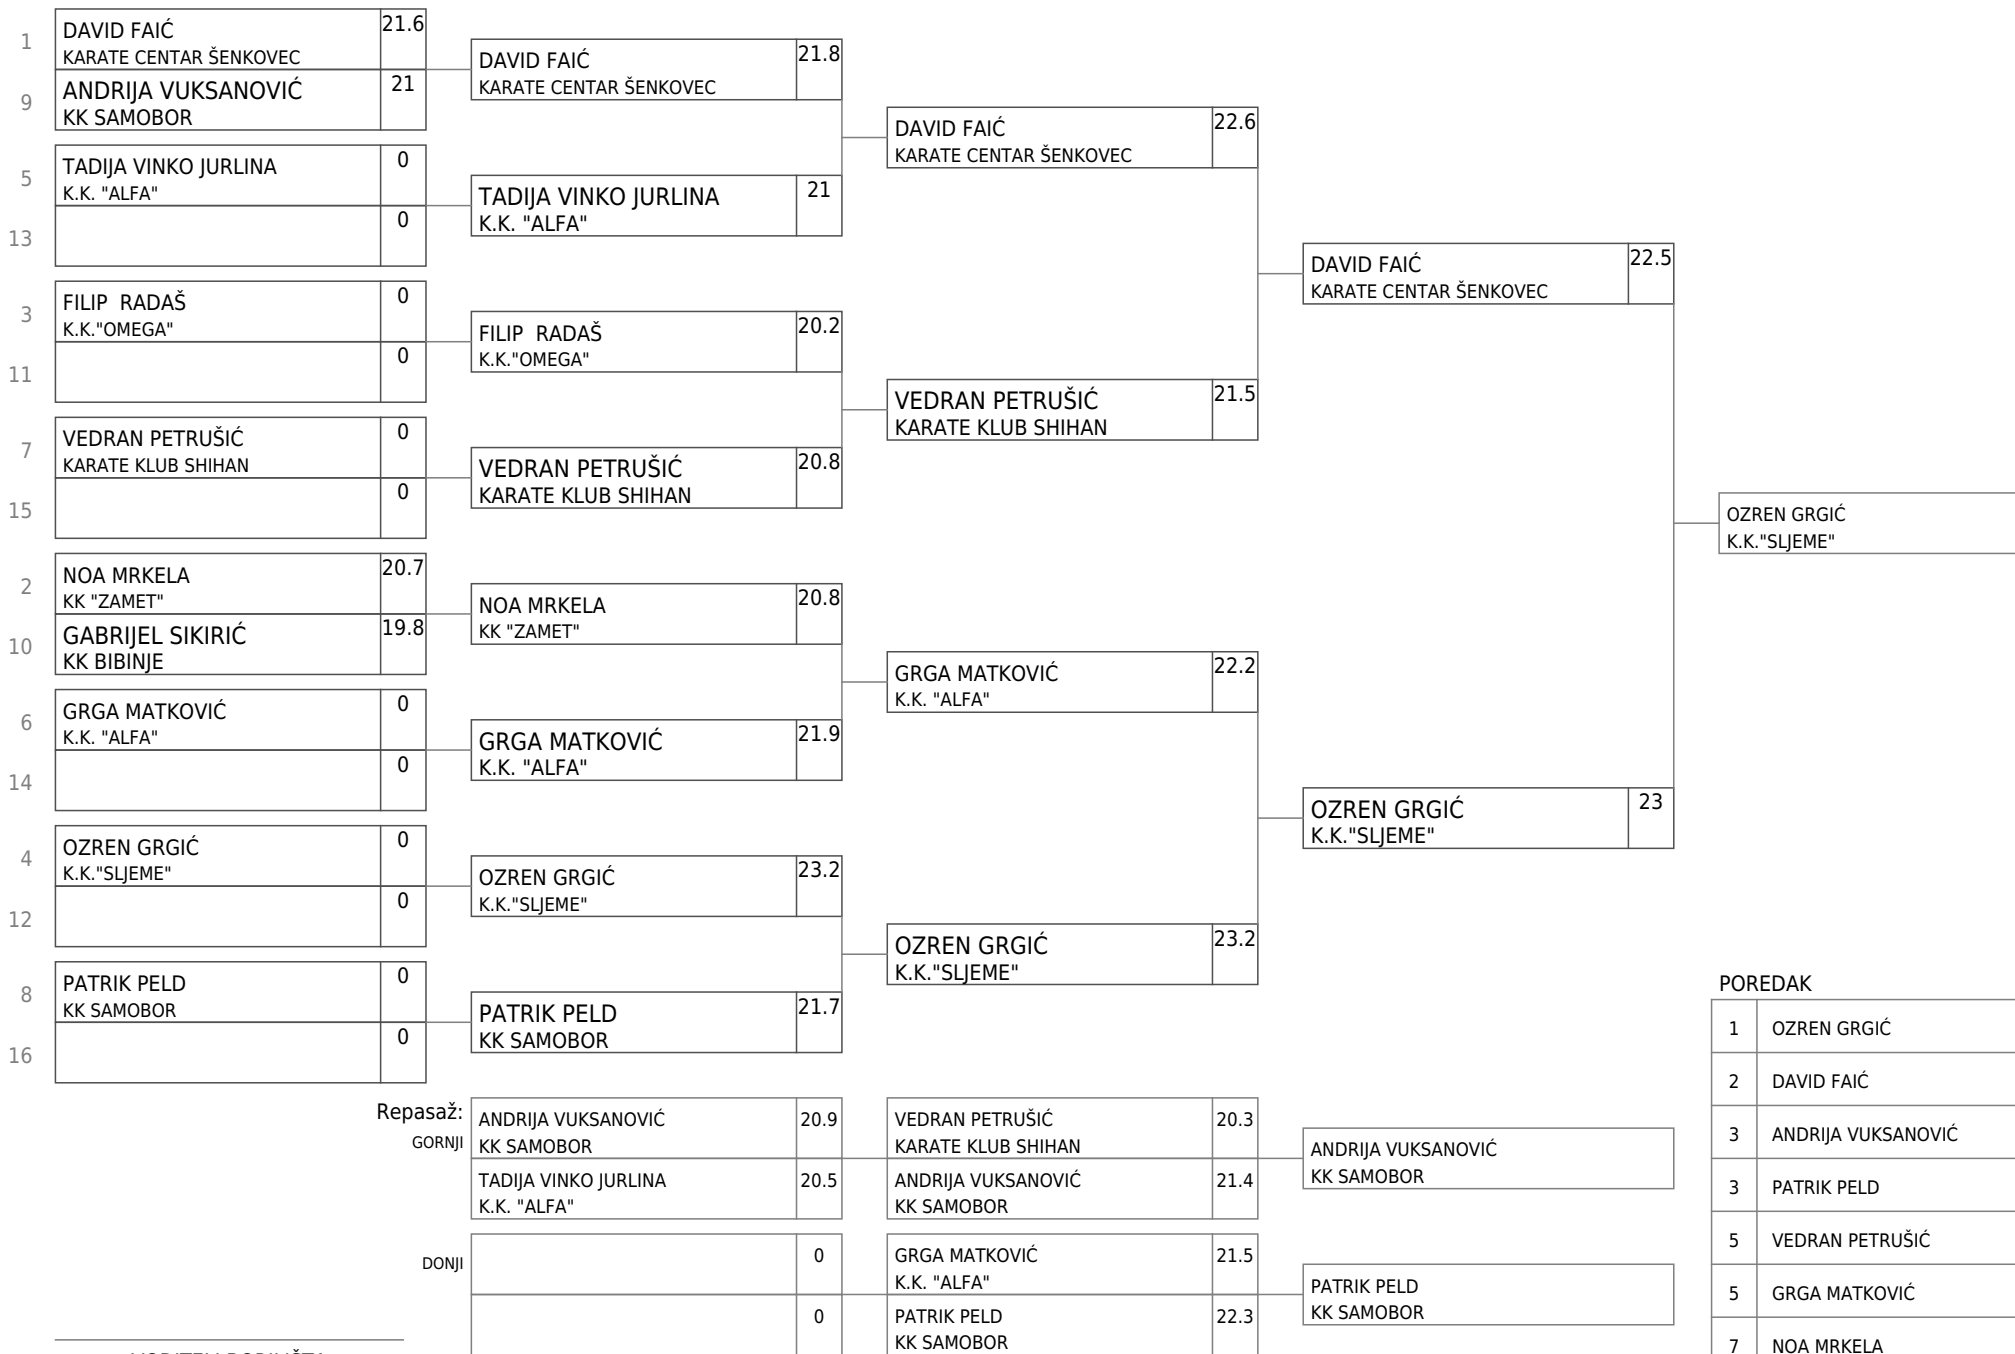 1
DAVID FAIĆ
KARATE CENTAR ŠENKOVEC
21.6
9
ANDRIJA VUKSANOVIĆ
KK SAMOBOR
21
5
TADIJA VINKO JURLINA
K.K. "ALFA"
0
13
0
3
FILIP  RADAŠ
K.K."OMEGA"
0
11
0
7
VEDRAN PETRUŠIĆ
KARATE KLUB SHIHAN
0
15
0
2
NOA MRKELA
KK "ZAMET"
20.7
10
GABRIJEL SIKIRIĆ
KK BIBINJE
19.8
6
GRGA MATKOVIĆ
K.K. "ALFA"
0
14
0
4
OZREN GRGIĆ
K.K."SLJEME"
0
12
0
8
PATRIK PELD
KK SAMOBOR
0
16
0
DAVID FAIĆ
KARATE CENTAR ŠENKOVEC
21.8
TADIJA VINKO JURLINA
K.K. "ALFA"
21
FILIP  RADAŠ
K.K."OMEGA"
20.2
VEDRAN PETRUŠIĆ
KARATE KLUB SHIHAN
20.8
NOA MRKELA
KK "ZAMET"
20.8
GRGA MATKOVIĆ
K.K. "ALFA"
21.9
OZREN GRGIĆ
K.K."SLJEME"
23.2
PATRIK PELD
KK SAMOBOR
21.7
DAVID FAIĆ
KARATE CENTAR ŠENKOVEC
22.6
VEDRAN PETRUŠIĆ
KARATE KLUB SHIHAN
21.5
GRGA MATKOVIĆ
K.K. "ALFA"
22.2
OZREN GRGIĆ
K.K."SLJEME"
23.2
DAVID FAIĆ
KARATE CENTAR ŠENKOVEC
22.5
OZREN GRGIĆ
K.K."SLJEME"
23
OZREN GRGIĆ
K.K."SLJEME"
Repasaž:
GORNJI
ANDRIJA VUKSANOVIĆ
KK SAMOBOR
20.9
TADIJA VINKO JURLINA
K.K. "ALFA"
20.5
VEDRAN PETRUŠIĆ
KARATE KLUB SHIHAN
20.3
ANDRIJA VUKSANOVIĆ
KK SAMOBOR
21.4
ANDRIJA VUKSANOVIĆ
KK SAMOBOR
DONJI
0
0
GRGA MATKOVIĆ
K.K. "ALFA"
21.5
PATRIK PELD
KK SAMOBOR
22.3
PATRIK PELD
KK SAMOBOR
POREDAK
1 OZREN GRGIĆ
2 DAVID FAIĆ
3 ANDRIJA VUKSANOVIĆ
3 PATRIK PELD
5 VEDRAN PETRUŠIĆ
5 GRGA MATKOVIĆ
7 NOA MRKELA